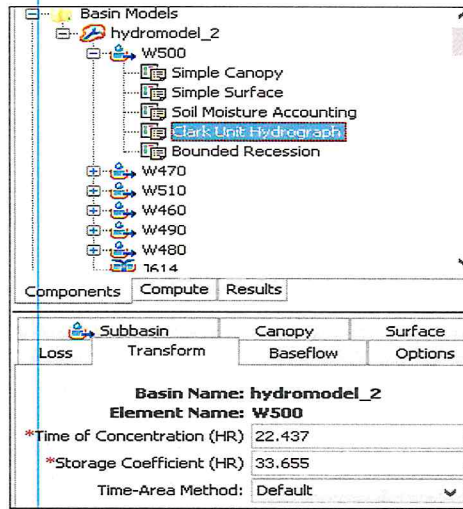 Basin Models
hydromodel_2
W500
Simple Canopy
Simple Surface
Soil Moisture Accounting
Clark Unit Hydrograph
Bounded Recession
W470
W510
W460
W490
W480
J614
Components Compute Results
Subbasin Canopy Surface
Loss Transform Baseflow Options
Basin Name: hydromodel_2
Element Name: W500
*Time of Concentration (HR) 22.437
*Storage Coefficient (HR) 33.655
Time-Area Method: Default